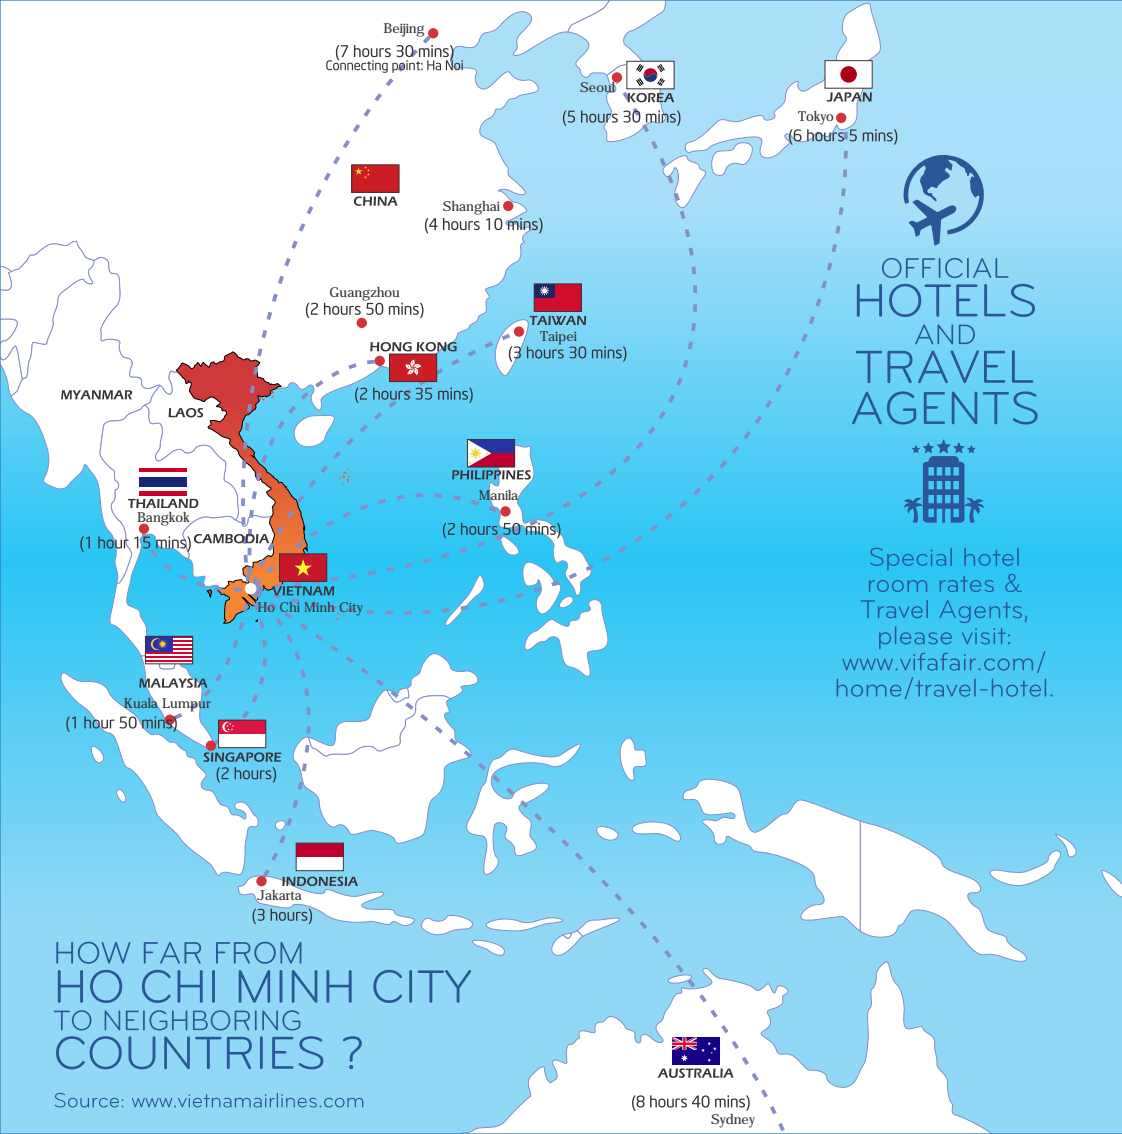 Beijing
(7 hours 30 mins)
Connecting point: Ha Noi
Seoul
KOREA
(5 hours 30 mins)
JAPAN
Tokyo
(6 hours 5 mins)
CHINA
Shanghai
(4 hours 10 mins)
Guangzhou
(2 hours 50 mins)
HONG KONG
(2 hours 35 mins)
TAIWAN
Taipei
(3 hours 30 mins)
OFFICIAL
HOTELS
AND
TRAVEL
AGENTS
MYANMAR
LAOS
THAILAND
Bangkok
(1 hour 15 mins)
CAMBODIA
PHILIPPINES
Manila
(2 hours 50 mins)
VIETNAM
Ho Chi Minh City
Special hotel
room rates &
Travel Agents,
please visit:
www.vifafair.com/
home/travel-hotel.
MALAYSIA
Kuala Lumpur
(1 hour 50 mins)
SINGAPORE
(2 hours)
INDONESIA
Jakarta
(3 hours)
HOW FAR FROM
HO CHI MINH CITY
TO NEIGHBORING
COUNTRIES ?
Source: www.vietnamairlines.com
AUSTRALIA
(8 hours 40 mins)
Sydney